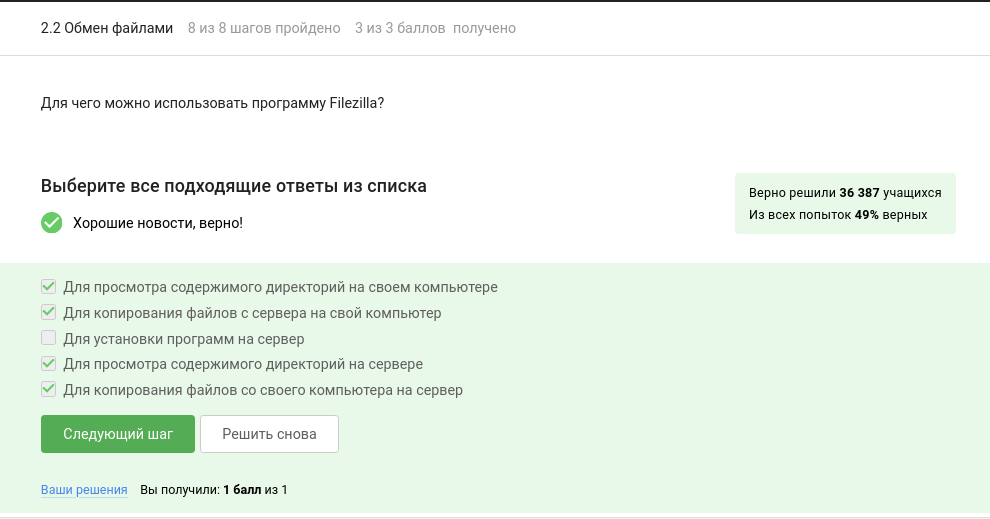 2.2 Обмен файлами 8 из 8 шагов пройдено 3 из 3 баллов получено
Для чего можно использовать программу Filezilla?
Выберите все подходящие ответы из списка
Верно решили 36 387 учащихся
Из всех попыток 49% верных
Хорошие новости, верно!
Для просмотра содержимого директорий на своем компьютере
Для копирования файлов с сервера на свой компьютер
Для установки программ на сервер
Для просмотра содержимого директорий на сервере
Для копирования файлов со своего компьютера на сервер
Следующий шаг Решить снова
Ваши решения Вы получили: 1 балл из 1